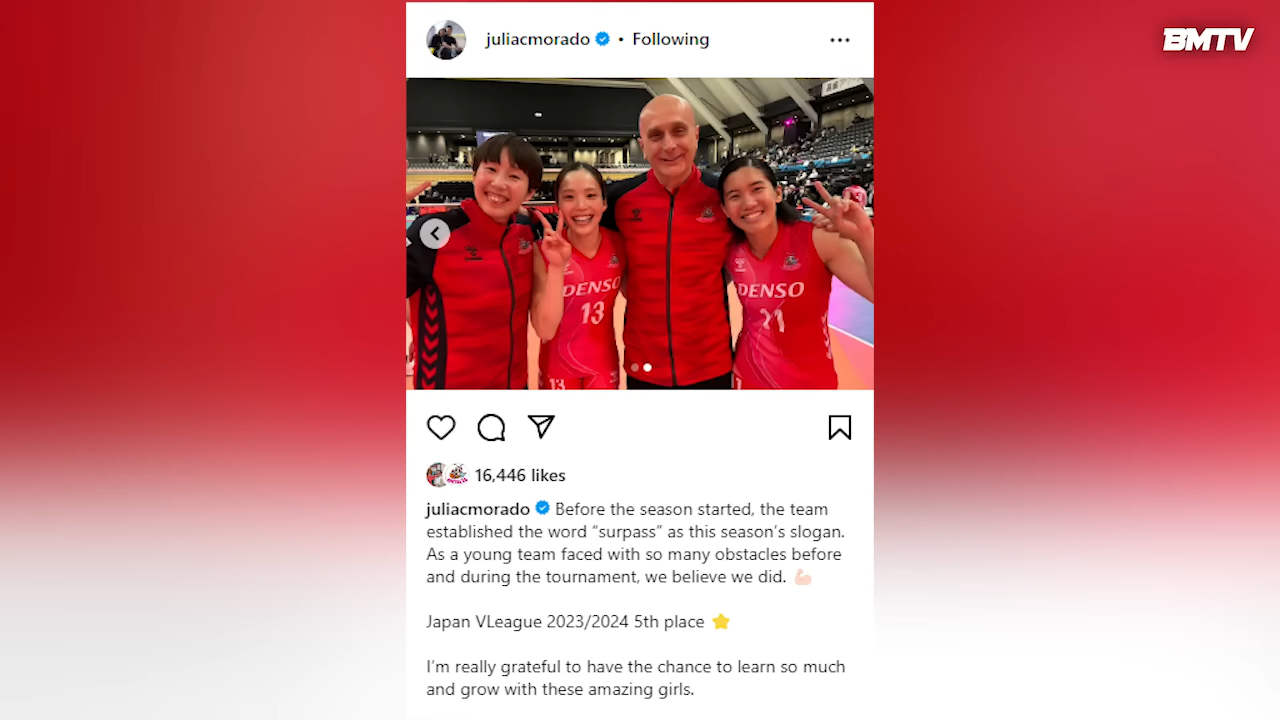 BMTV
juliacmorado • Following
DENSO
13
13
DENSO
21
16,446 likes
juliacmorado Before the season started, the team
established the word “surpass” as this season’s slogan.
As a young team faced with so many obstacles before
and during the tournament, we believe we did. 💪🏻
Japan VLeague 2023/2024 5th place ⭐
I’m really grateful to have the chance to learn so much
and grow with these amazing girls.